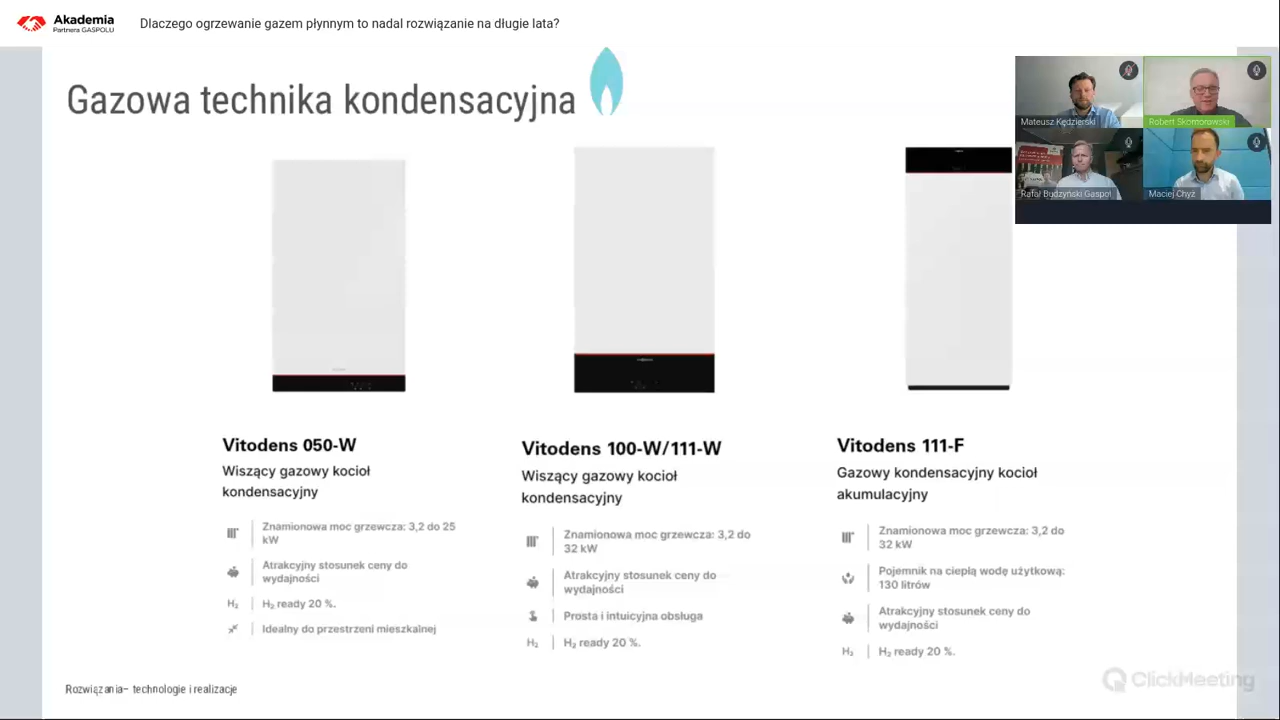 Akademia
Partnera GASPOLU
Dlaczego ogrzewanie gazem płynnym to nadal rozwiązanie na długie lata?
Gazowa technika kondensacyjna
Mateusz Kędzierski
Robert Skomorowski
Rafał Budzyński Gaspol
Maciej Chyż
Vitodens 050-W
Wiszący gazowy kocioł
kondensacyjny
Znamionowa moc grzewcza: 3,2 do 25
kW
Atrakcyjny stosunek ceny do
wydajności
H₂ H₂ ready 20 %.
Idealny do przestrzeni mieszkalnej
Vitodens 100-W/111-W
Wiszący gazowy kocioł
kondensacyjny
Znamionowa moc grzewcza: 3,2 do
32 kW
Atrakcyjny stosunek ceny do
wydajności
Prosta i intuicyjna obsługa
H₂ H₂ ready 20 %.
Vitodens 111-F
Gazowy kondensacyjny kocioł
akumulacyjny
Znamionowa moc grzewcza: 3,2 do
32 kW
Pojemnik na ciepłą wodę użytkową:
130 litrów
Atrakcyjny stosunek ceny do
wydajności
H₂ H₂ ready 20 %.
Rozwiązania– technologie i realizacje
ClickMeeting